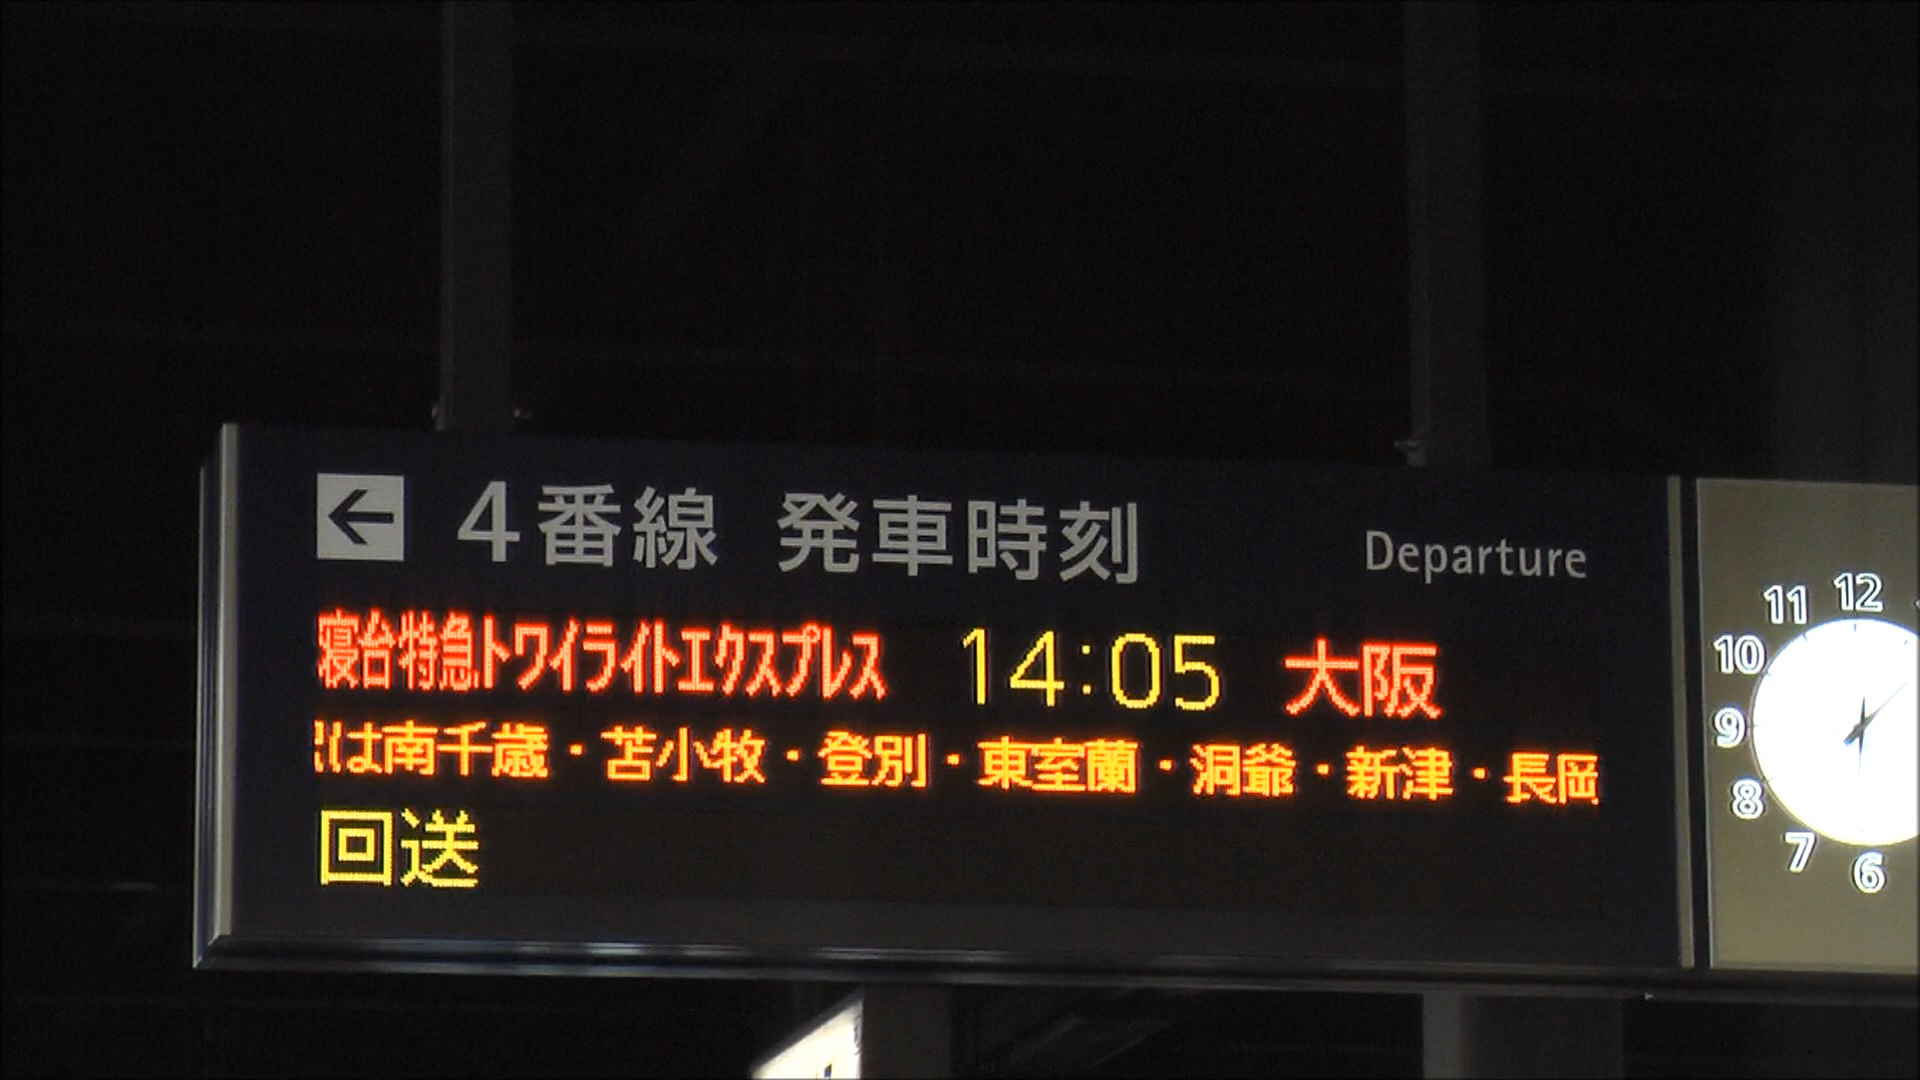 ← 4番線 発車時刻 Departure
寝台特急トワイライトエクスプレス 14:05 大阪
は南千歳・苫小牧・登別・東室蘭・洞爺・新津・長岡
回送
11 12
10
9
8
7
6